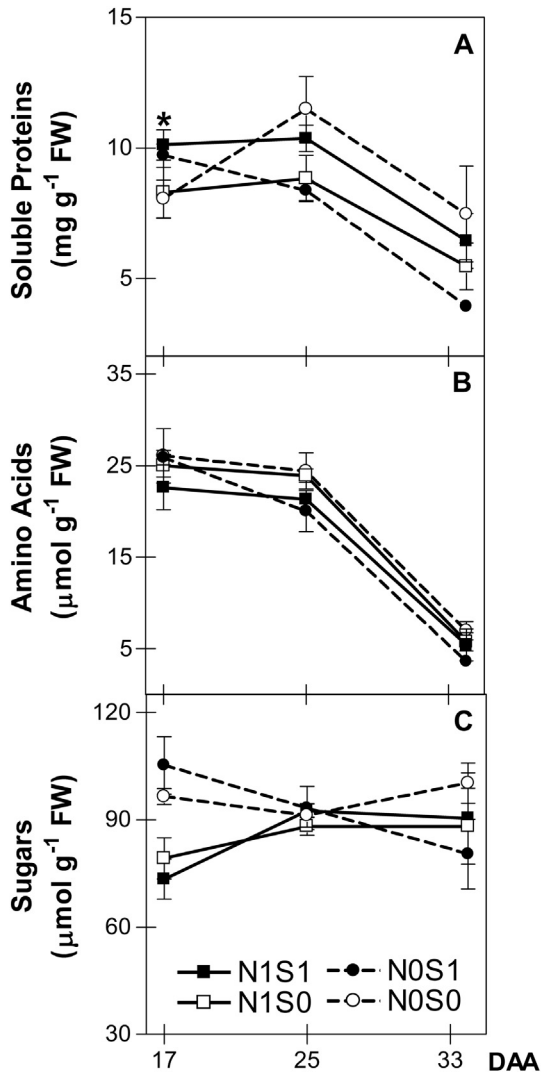 15
A
*
10
5
Soluble Proteins
(mg g-1 FW)
B
35
25
15
5
Amino Acids
(µmol g-1 FW)
C
120
90
60
30
Sugars
(µmol g-1 FW)
N1S1 N0S1
N1S0 N0S0
17 25 33 DAA